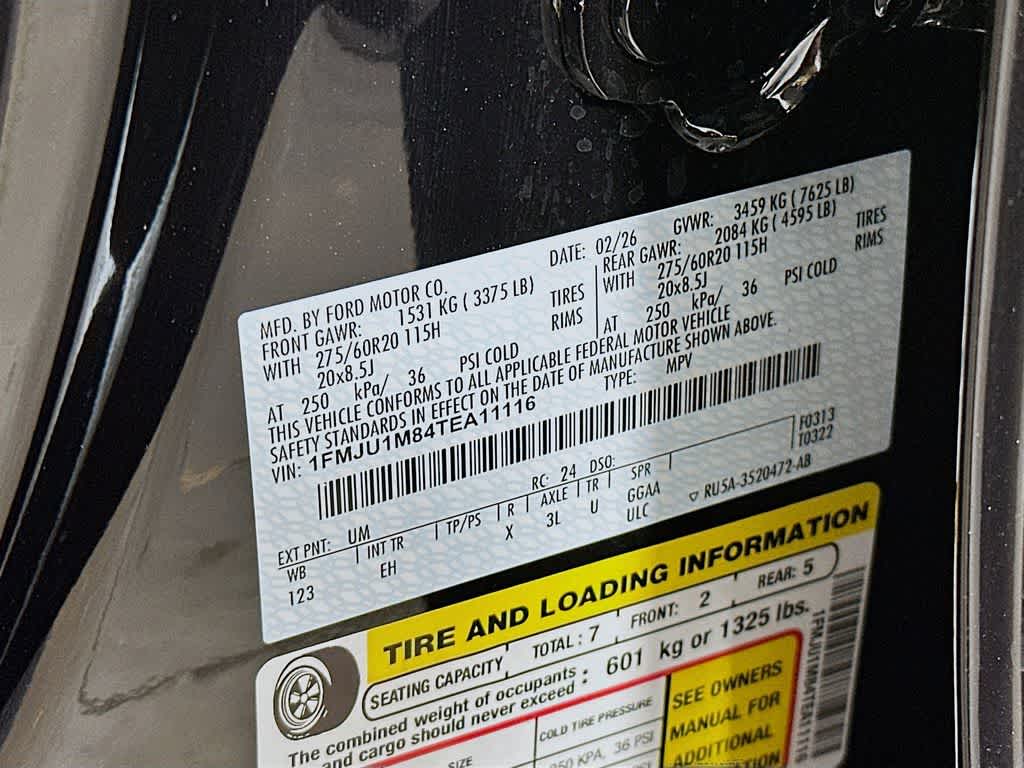 MFD. BY FORD MOTOR CO.
DATE: 02/26 GVWR: 3459 KG ( 7625 LB)
FRONT GAWR: 1531 KG ( 3375 LB)
WITH 275/60R20 115H TIRES
20x8.5J RIMS
AT 250 kPa/ 36 PSI COLD
REAR GAWR: 2084 KG ( 4595 LB)
WITH 275/60R20 115H TIRES
20x8.5J RIMS
AT 250 kPa/ 36 PSI COLD
THIS VEHICLE CONFORMS TO ALL APPLICABLE FEDERAL MOTOR VEHICLE
SAFETY STANDARDS IN EFFECT ON THE DATE OF MANUFACTURE SHOWN ABOVE.
VIN: 1FMJU1M84TEA11116 TYPE: MPV
F0313
T0322
EXT PNT: UM RC: 24 DSO:
WB INT TR TP/PS R AXLE TR SPR
123 EH X 3L U GGAA
ULC
▽ RU5A-3520472-AB
TIRE AND LOADING INFORMATION
SEATING CAPACITY TOTAL : 7 FRONT: 2 REAR: 5
The combined weight of occupants
and cargo should never exceed : 601 kg or 1325 lbs.
SIZE COLD TIRE PRESSURE
250 KPA, 36 PSI
SEE OWNERS
MANUAL FOR
ADDITIONAL
1FMJU1M84TEA11116